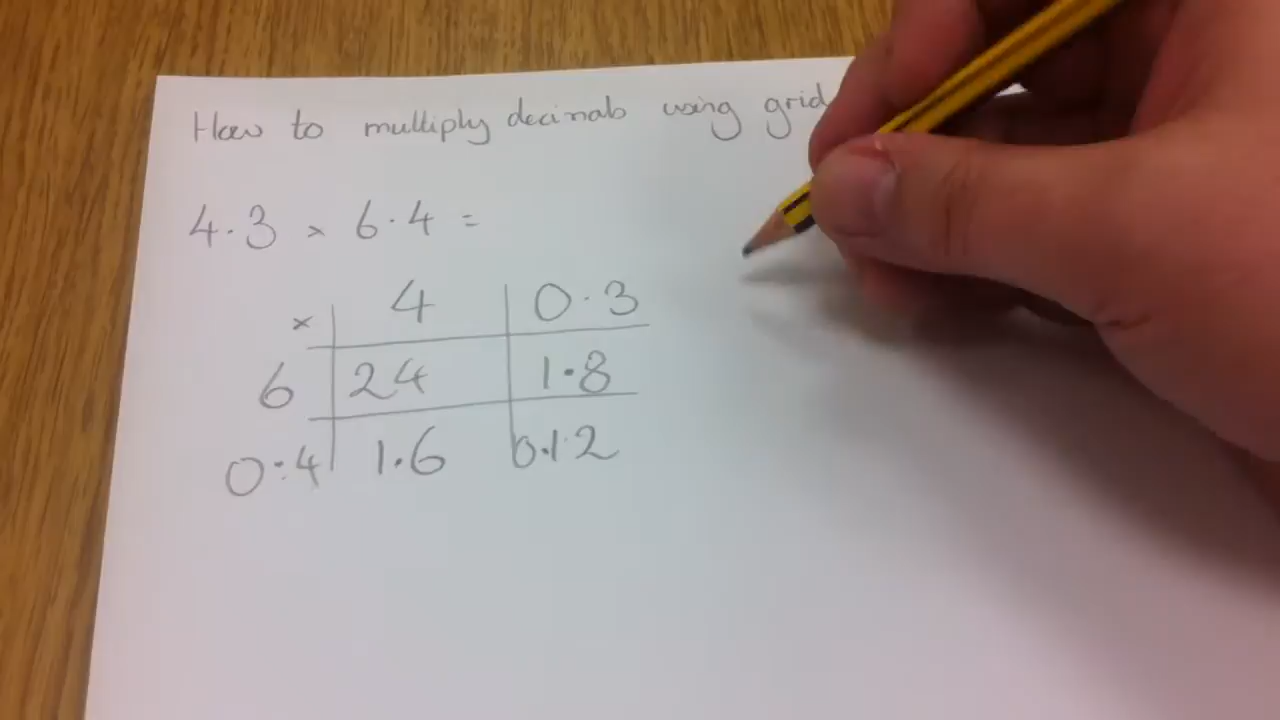 How to multiply decimals using grid
4.3 × 6.4 =
× 4 0.3
6 24 1.8
0.4 1.6 0.12